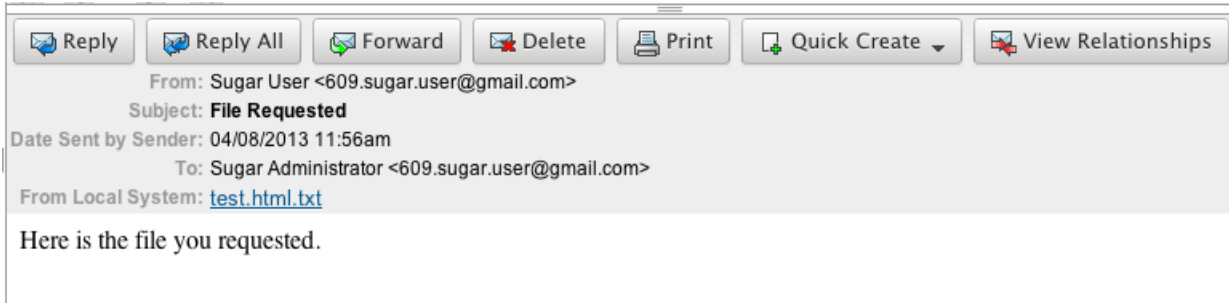 Reply Reply All Forward Delete Print Quick Create View Relationships
From: Sugar User <609.sugar.user@gmail.com>
Subject: File Requested
Date Sent by Sender: 04/08/2013 11:56am
To: Sugar Administrator <609.sugar.user@gmail.com>
From Local System: test.html.txt
Here is the file you requested.